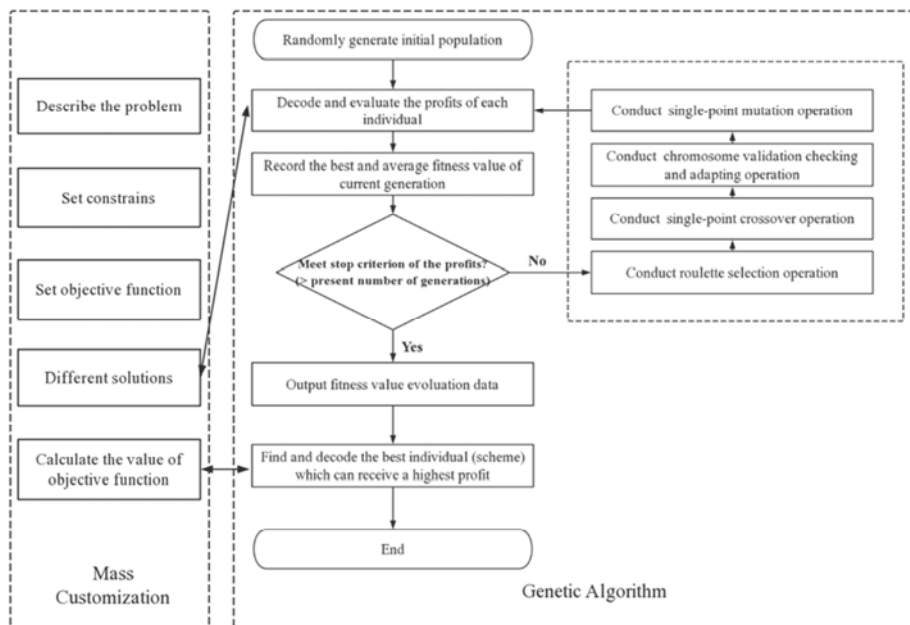 Randomly generate initial population
Describe the problem
Set constrains
Set objective function
Different solutions
Calculate the value of
objective function
Mass
Customization
Decode and evaluate the profits of each
individual
Record the best and average fitness value of
current generation
Meet stop criterion of the profits?
(≥ present number of generations)
No
Yes
Output fitness value evoluation data
Find and decode the best individual (scheme)
which can receive a highest profit
End
Conduct single-point mutation operation
Conduct chromosome validation checking
and adapting operation
Conduct single-point crossover operation
Conduct roulette selection operation
Genetic Algorithm